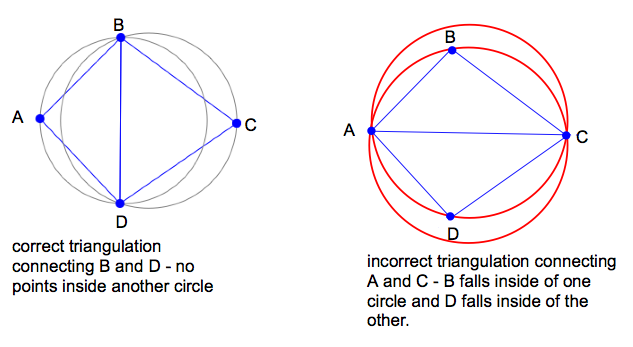 B
A
C
D
correct triangulation
connecting B and D - no
points inside another circle
B
A
C
D
incorrect triangulation connecting
A and C - B falls inside of one
circle and D falls inside of the
other.